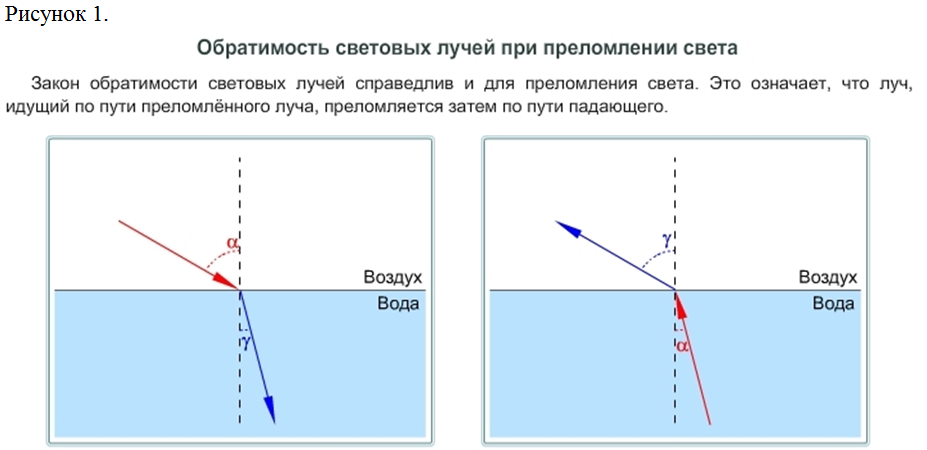 Рисунок 1.
Обратимость световых лучей при преломлении света
Закон обратимости световых лучей справедлив и для преломления света. Это означает, что луч,
идущий по пути преломлённого луча, преломляется затем по пути падающего.
α
Воздух
Вода
γ
γ
Воздух
Вода
α